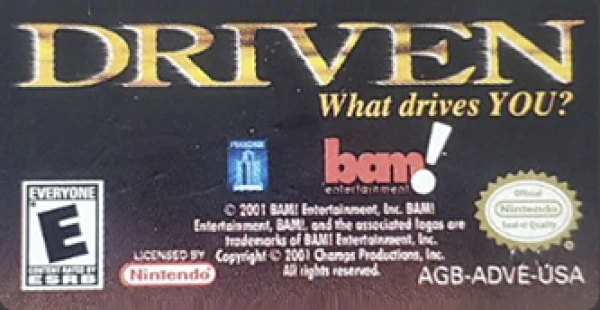 DRIVEN
What drives YOU?
FRANCHISE
bam!
entertainment
EVERYONE
E
CONTENT RATED BY
ESRB
© 2001 BAM! Entertainment, Inc. BAM!
Entertainment, BAM!, and the associated logos are
trademarks of BAM! Entertainment, Inc.
Copyright © 2001 Champs Productions, Inc.
All rights reserved.
LICENSED BY
Nintendo
Official
Nintendo
Seal of Quality
®
AGB-ADVE-USA